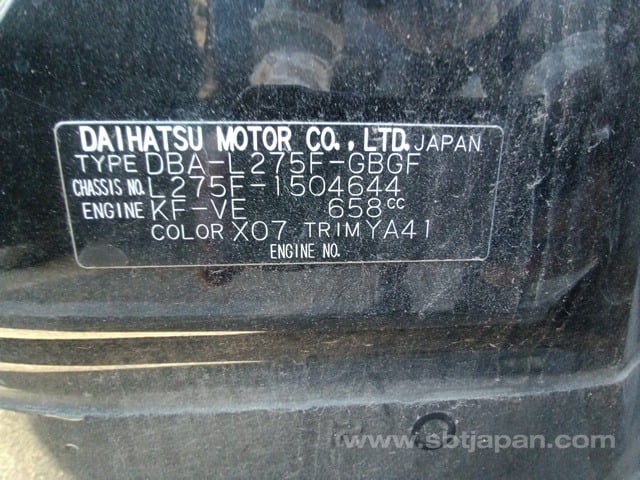 DAIHATSU MOTOR CO., LTD. JAPAN
TYPE DBA-L275F-GBGF
CHASSIS NO. L275F-1504644
ENGINE KF-VE 658cc
COLOR X07 TRIM YA41
ENGINE NO.
www.sbtjapan.com